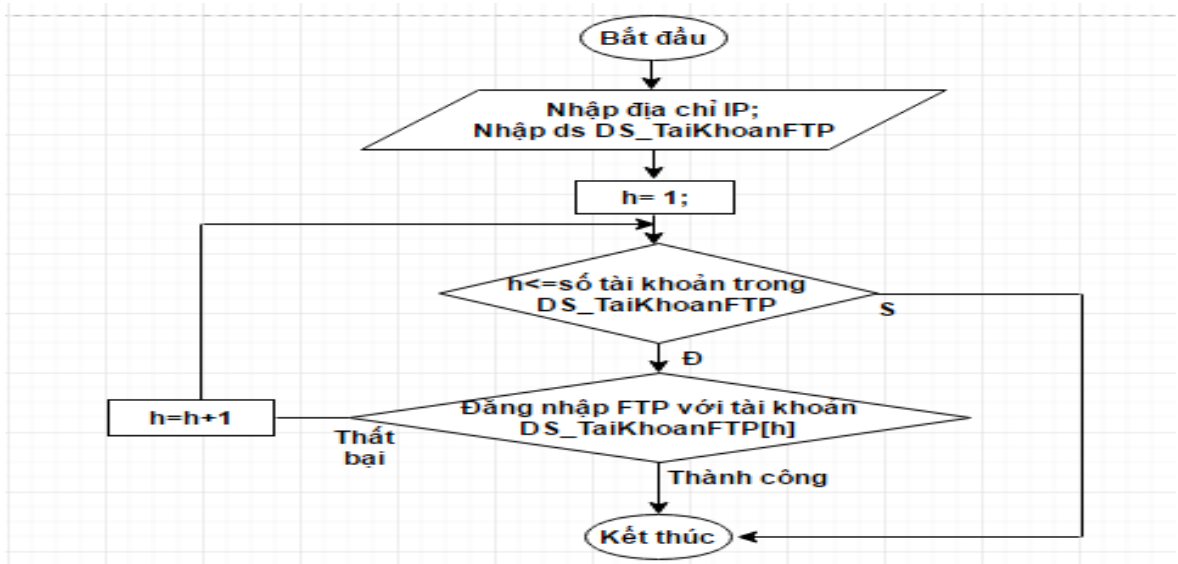 Bắt đầu
Nhập địa chỉ IP;
Nhập ds DS_TaiKhoanFTP
h= 1;
h<=số tài khoản trong
DS_TaiKhoanFTP
S
Đ
Đăng nhập FTP với tài khoản
DS_TaiKhoanFTP[h]
h=h+1
Thất
bại
Thành công
Kết thúc